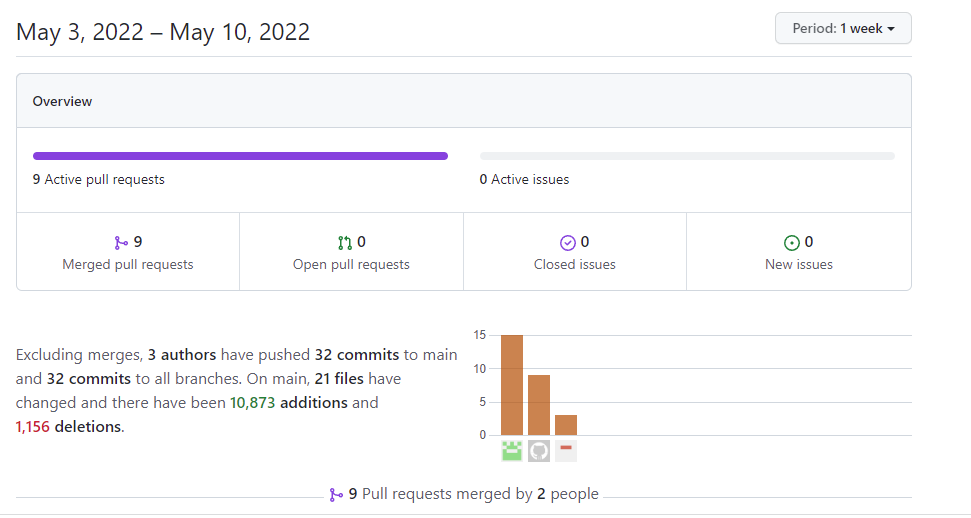 May 3, 2022 – May 10, 2022
Period: 1 week
Overview
9 Active pull requests
0 Active issues
9
Merged pull requests
0
Open pull requests
0
Closed issues
0
New issues
Excluding merges, 3 authors have pushed 32 commits to main
and 32 commits to all branches. On main, 21 files have
changed and there have been 10,873 additions and
1,156 deletions.
15
10
5
0
9 Pull requests merged by 2 people